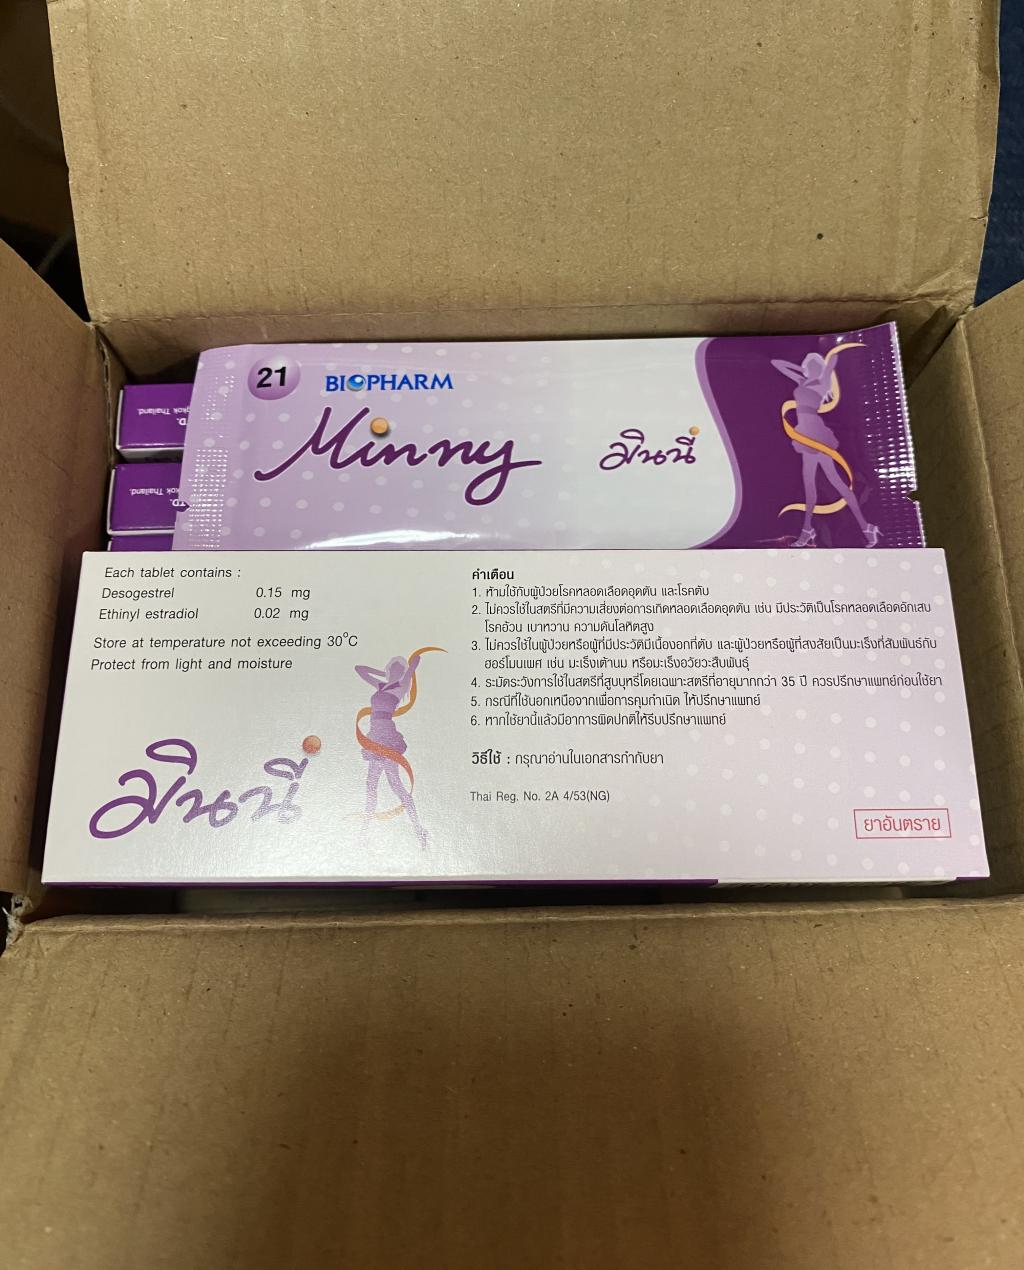 21 BIOPHARM
Minny มินนี่
TD.
kok Thailand.
TD.
kok Thailand.
Each tablet contains :
Desogestrel 0.15 mg
Ethinyl estradiol 0.02 mg
Store at temperature not exceeding 30°C
Protect from light and moisture
มินนี่
คำเตือน
1. ห้ามใช้กับผู้ป่วยโรคหลอดเลือดอุดตัน และโรคตับ
2. ไม่ควรใช้ในสตรีที่มีความเสี่ยงต่อการเกิดหลอดเลือดอุดตัน เช่น มีประวัติเป็นโรคหลอดเลือดอักเสบ
โรคอ้วน เบาหวาน ความดันโลหิตสูง
3. ไม่ควรใช้ในผู้ป่วยหรือผู้ที่มีประวัติมีเนื้องอกที่ตับ และผู้ป่วยหรือผู้ที่สงสัยเป็นมะเร็งที่สัมพันธ์กับ
ฮอร์โมนเพศ เช่น มะเร็งเต้านม หรือมะเร็งอวัยวะสืบพันธุ์
4. ระมัดระวังการใช้ในสตรีที่สูบบุหรี่โดยเฉพาะสตรีที่อายุมากกว่า 35 ปี ควรปรึกษาแพทย์ก่อนใช้ยา
5. กรณีที่ใช้นอกเหนือจากเพื่อการคุมกำเนิด ให้ปรึกษาแพทย์
6. หากใช้ยานี้แล้วมีอาการผิดปกติให้รีบปรึกษาแพทย์
วิธีใช้ : กรุณาอ่านในเอกสารกำกับยา
Thai Reg. No. 2A 4/53(NG)
ยาอันตราย